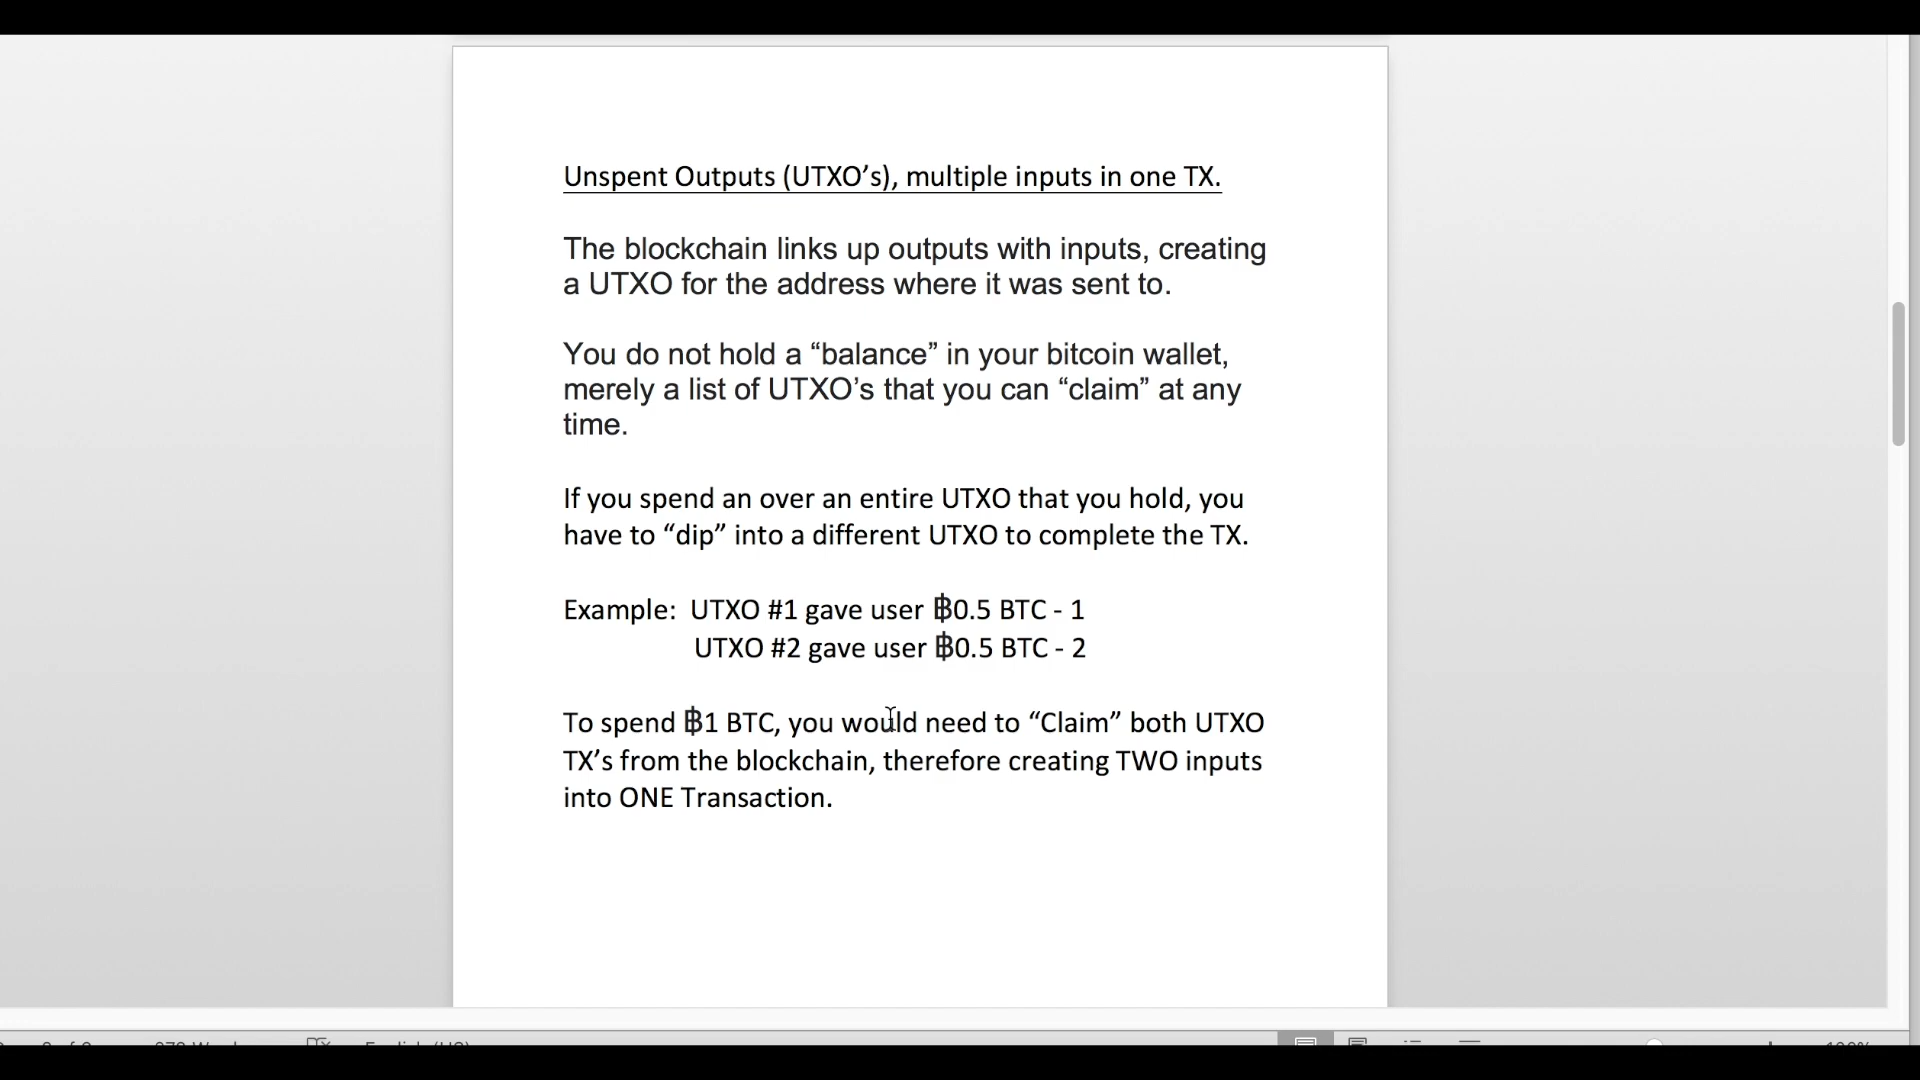 Unspent Outputs (UTXO’s), multiple inputs in one TX.
The blockchain links up outputs with inputs, creating
a UTXO for the address where it was sent to.
You do not hold a “balance” in your bitcoin wallet,
merely a list of UTXO’s that you can “claim” at any
time.
If you spend an over an entire UTXO that you hold, you
have to “dip” into a different UTXO to complete the TX.
Example: UTXO #1 gave user ฿0.5 BTC - 1
UTXO #2 gave user ฿0.5 BTC - 2
To spend ฿1 BTC, you would need to “Claim” both UTXO
TX’s from the blockchain, therefore creating TWO inputs
into ONE Transaction.